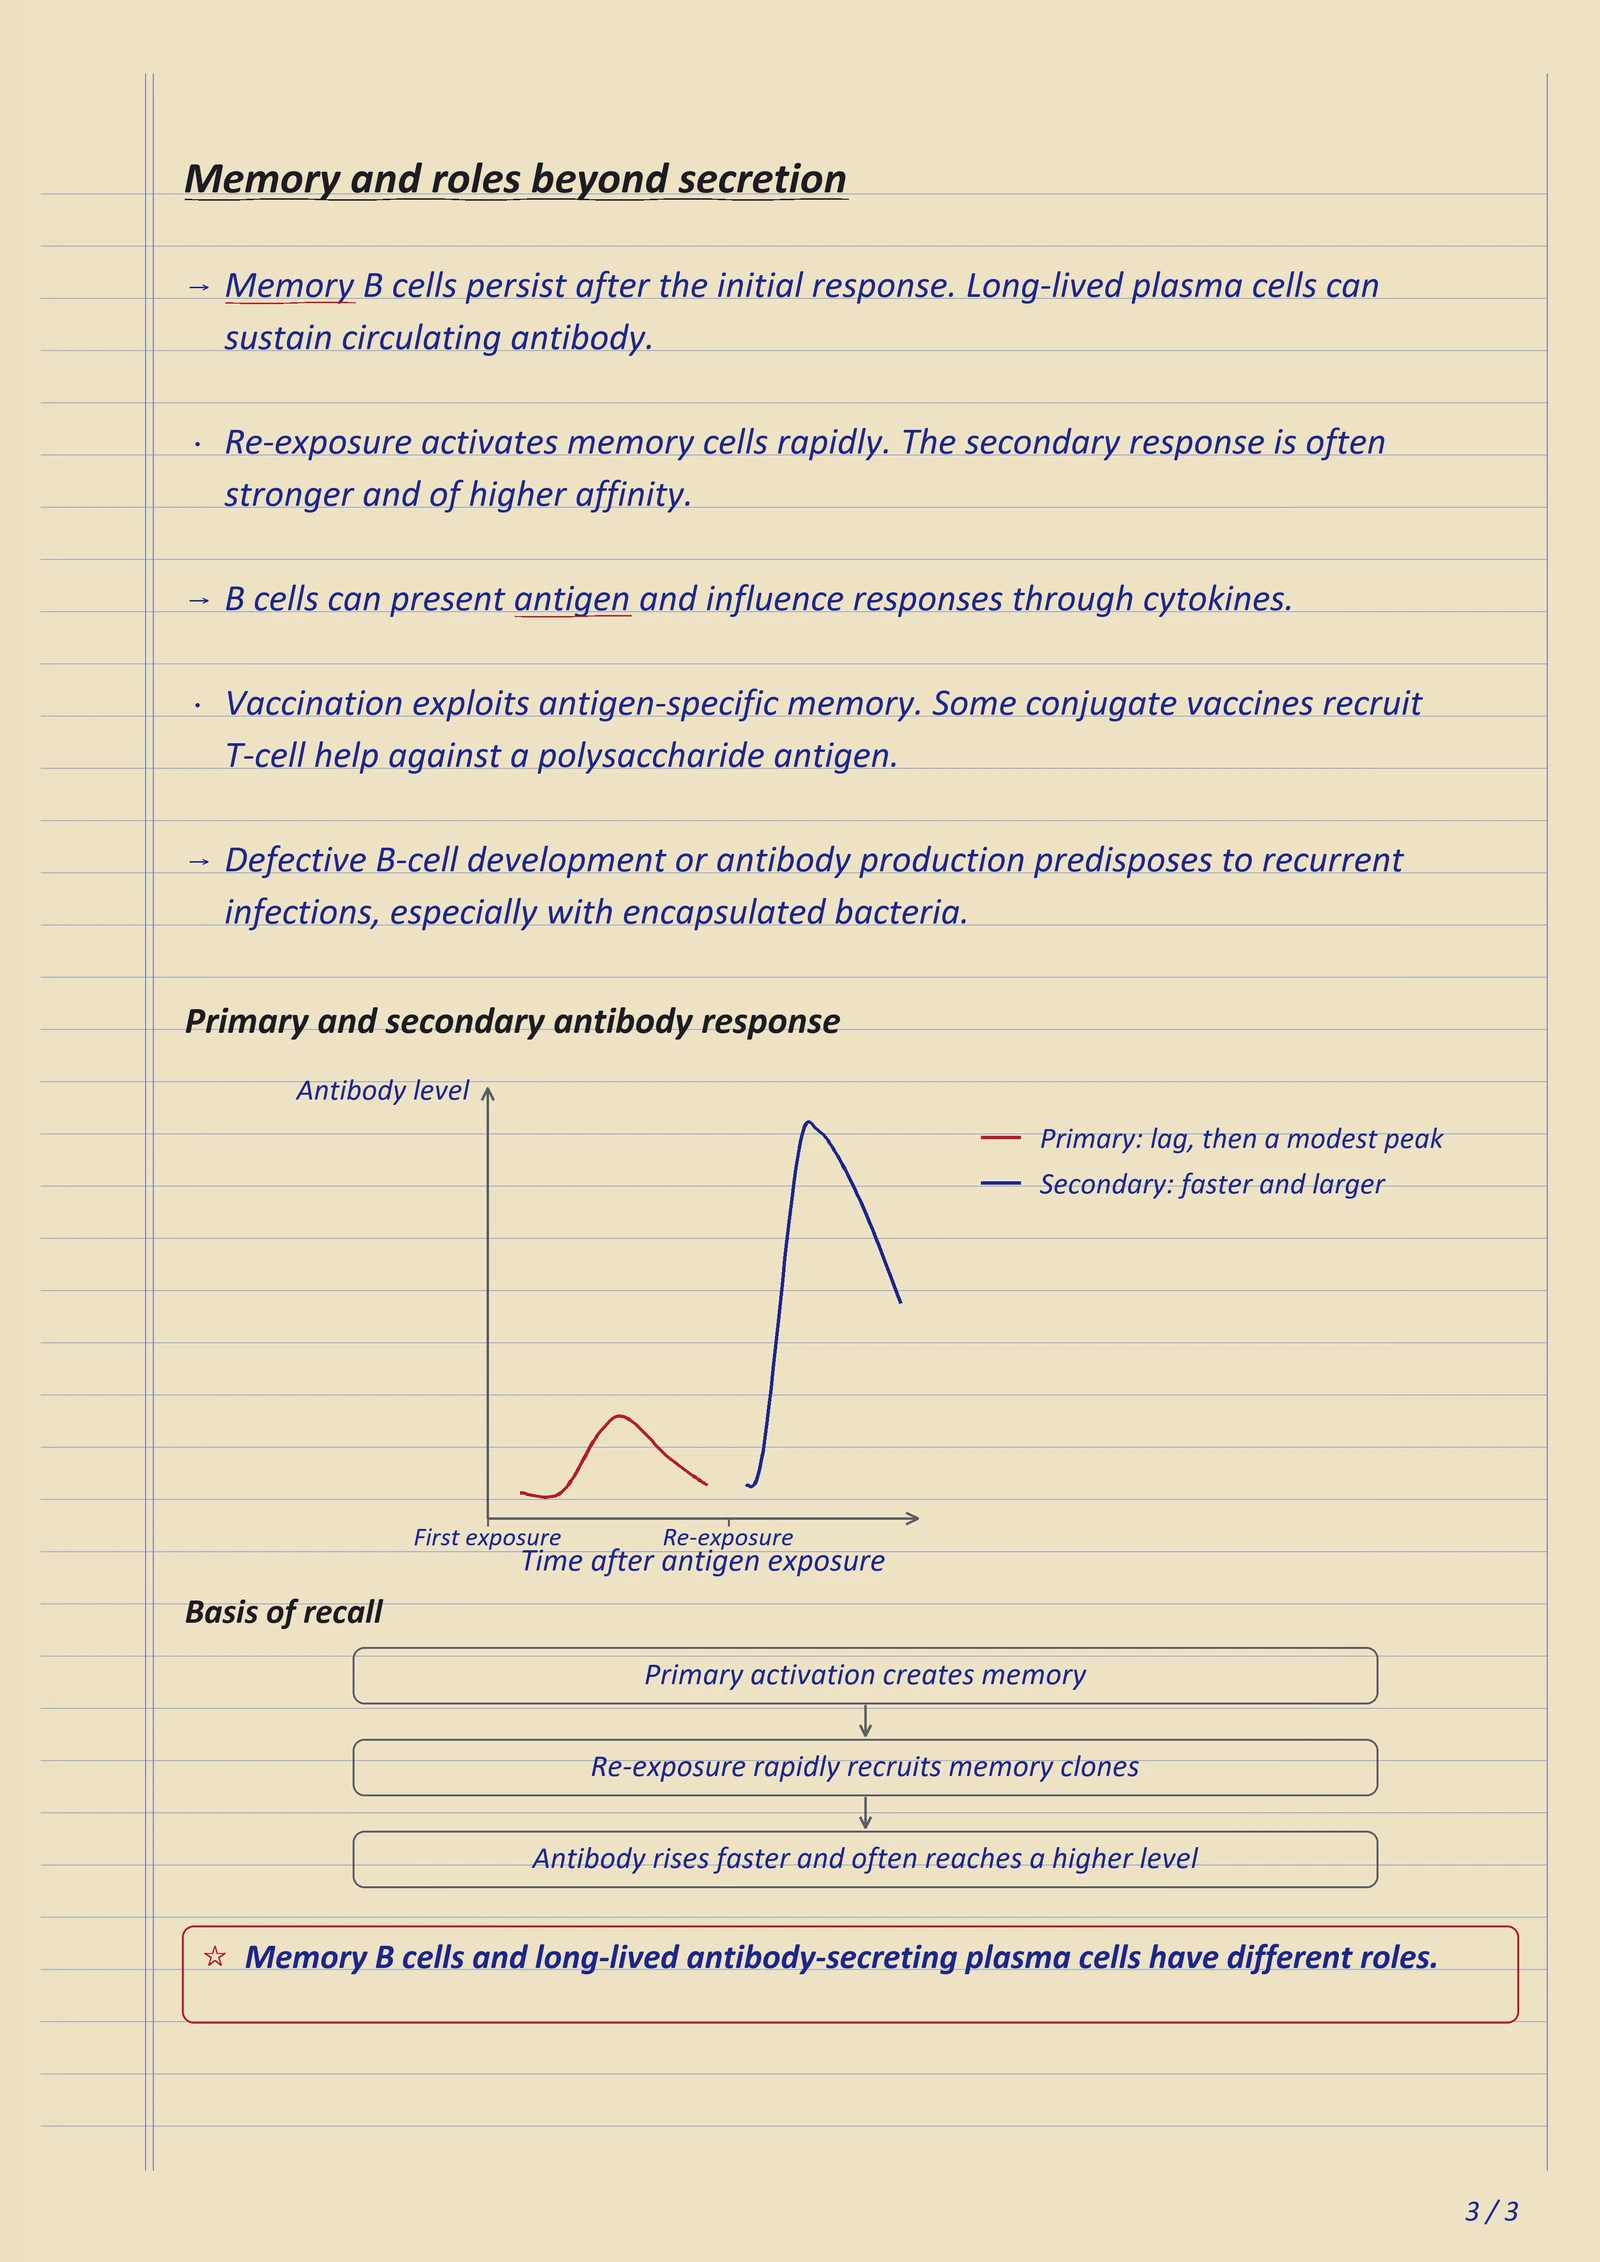 Memory and roles beyond secretion
→ Memory B cells persist after the initial response. Long-lived plasma cells can
sustain circulating antibody.
· Re-exposure activates memory cells rapidly. The secondary response is often
stronger and of higher affinity.
→ B cells can present antigen and influence responses through cytokines.
· Vaccination exploits antigen-specific memory. Some conjugate vaccines recruit
T-cell help against a polysaccharide antigen.
→ Defective B-cell development or antibody production predisposes to recurrent
infections, especially with encapsulated bacteria.
Primary and secondary antibody response
Antibody level
Primary: lag, then a modest peak
Secondary: faster and larger
First exposure
Re-exposure
Time after antigen exposure
Basis of recall
Primary activation creates memory
Re-exposure rapidly recruits memory clones
Antibody rises faster and often reaches a higher level
☆ Memory B cells and long-lived antibody-secreting plasma cells have different roles.
3 / 3